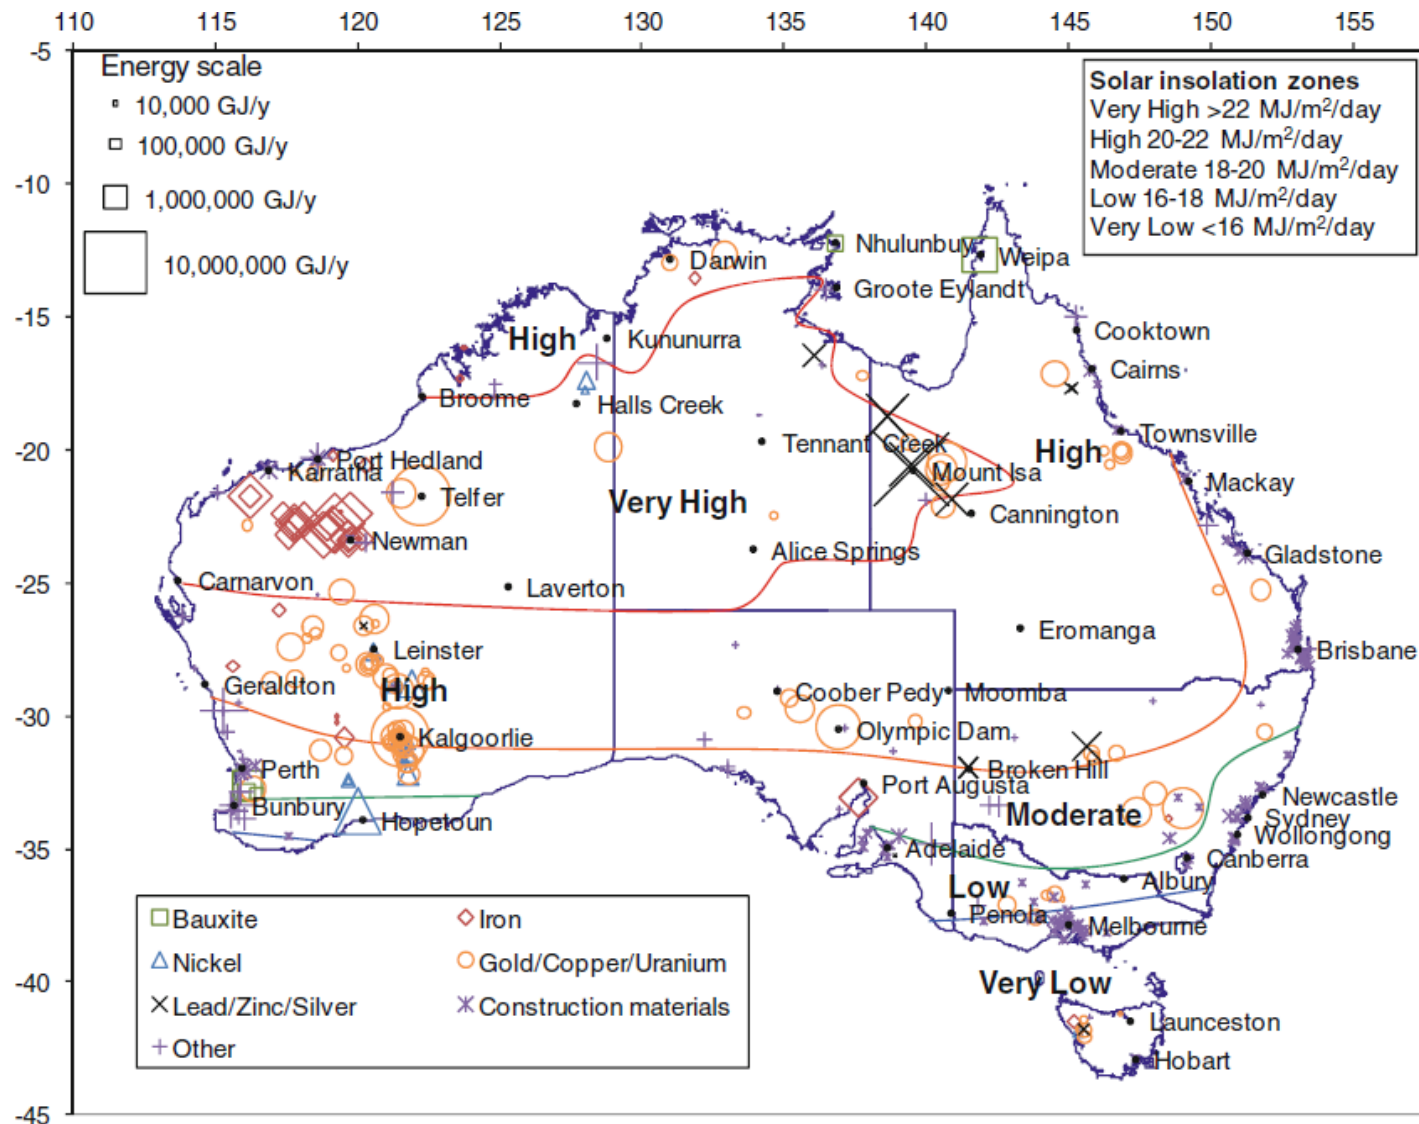 110 115 120 125 130 135 140 145 150 155
-5
-10
-15
-20
-25
-30
-35
-40
-45
Energy scale
10,000 GJ/y
100,000 GJ/y
1,000,000 GJ/y
10,000,000 GJ/y
Solar insolation zones
Very High >22 MJ/m²/day
High 20-22 MJ/m²/day
Moderate 18-20 MJ/m²/day
Low 16-18 MJ/m²/day
Very Low <16 MJ/m²/day
Nhulunbuy
Weipa
Darwin
Groote Eylandt
High
Kununurra
Cooktown
Cairns
Broome
Halls Creek
Tennant Creek
High
Townsville
Port Hedland
Karratha
Mount Isa
Mackay
Telfer
Very High
Cannington
Newman
Alice Springs
Gladstone
Carnarvon
Laverton
Eromanga
Leinster
Brisbane
Geraldton
High
Coober Pedy
Moomba
Kalgoorlie
Olympic Dam
Perth
Broken Hill
Port Augusta
Bunbury
Hopetoun
Moderate
Newcastle
Sydney
Wollongong
Adelaide
Canberra
Low
Albury
Penola
Melbourne
Very Low
Launceston
Hobart
Bauxite
Iron
Nickel
Gold/Copper/Uranium
Lead/Zinc/Silver
Construction materials
Other